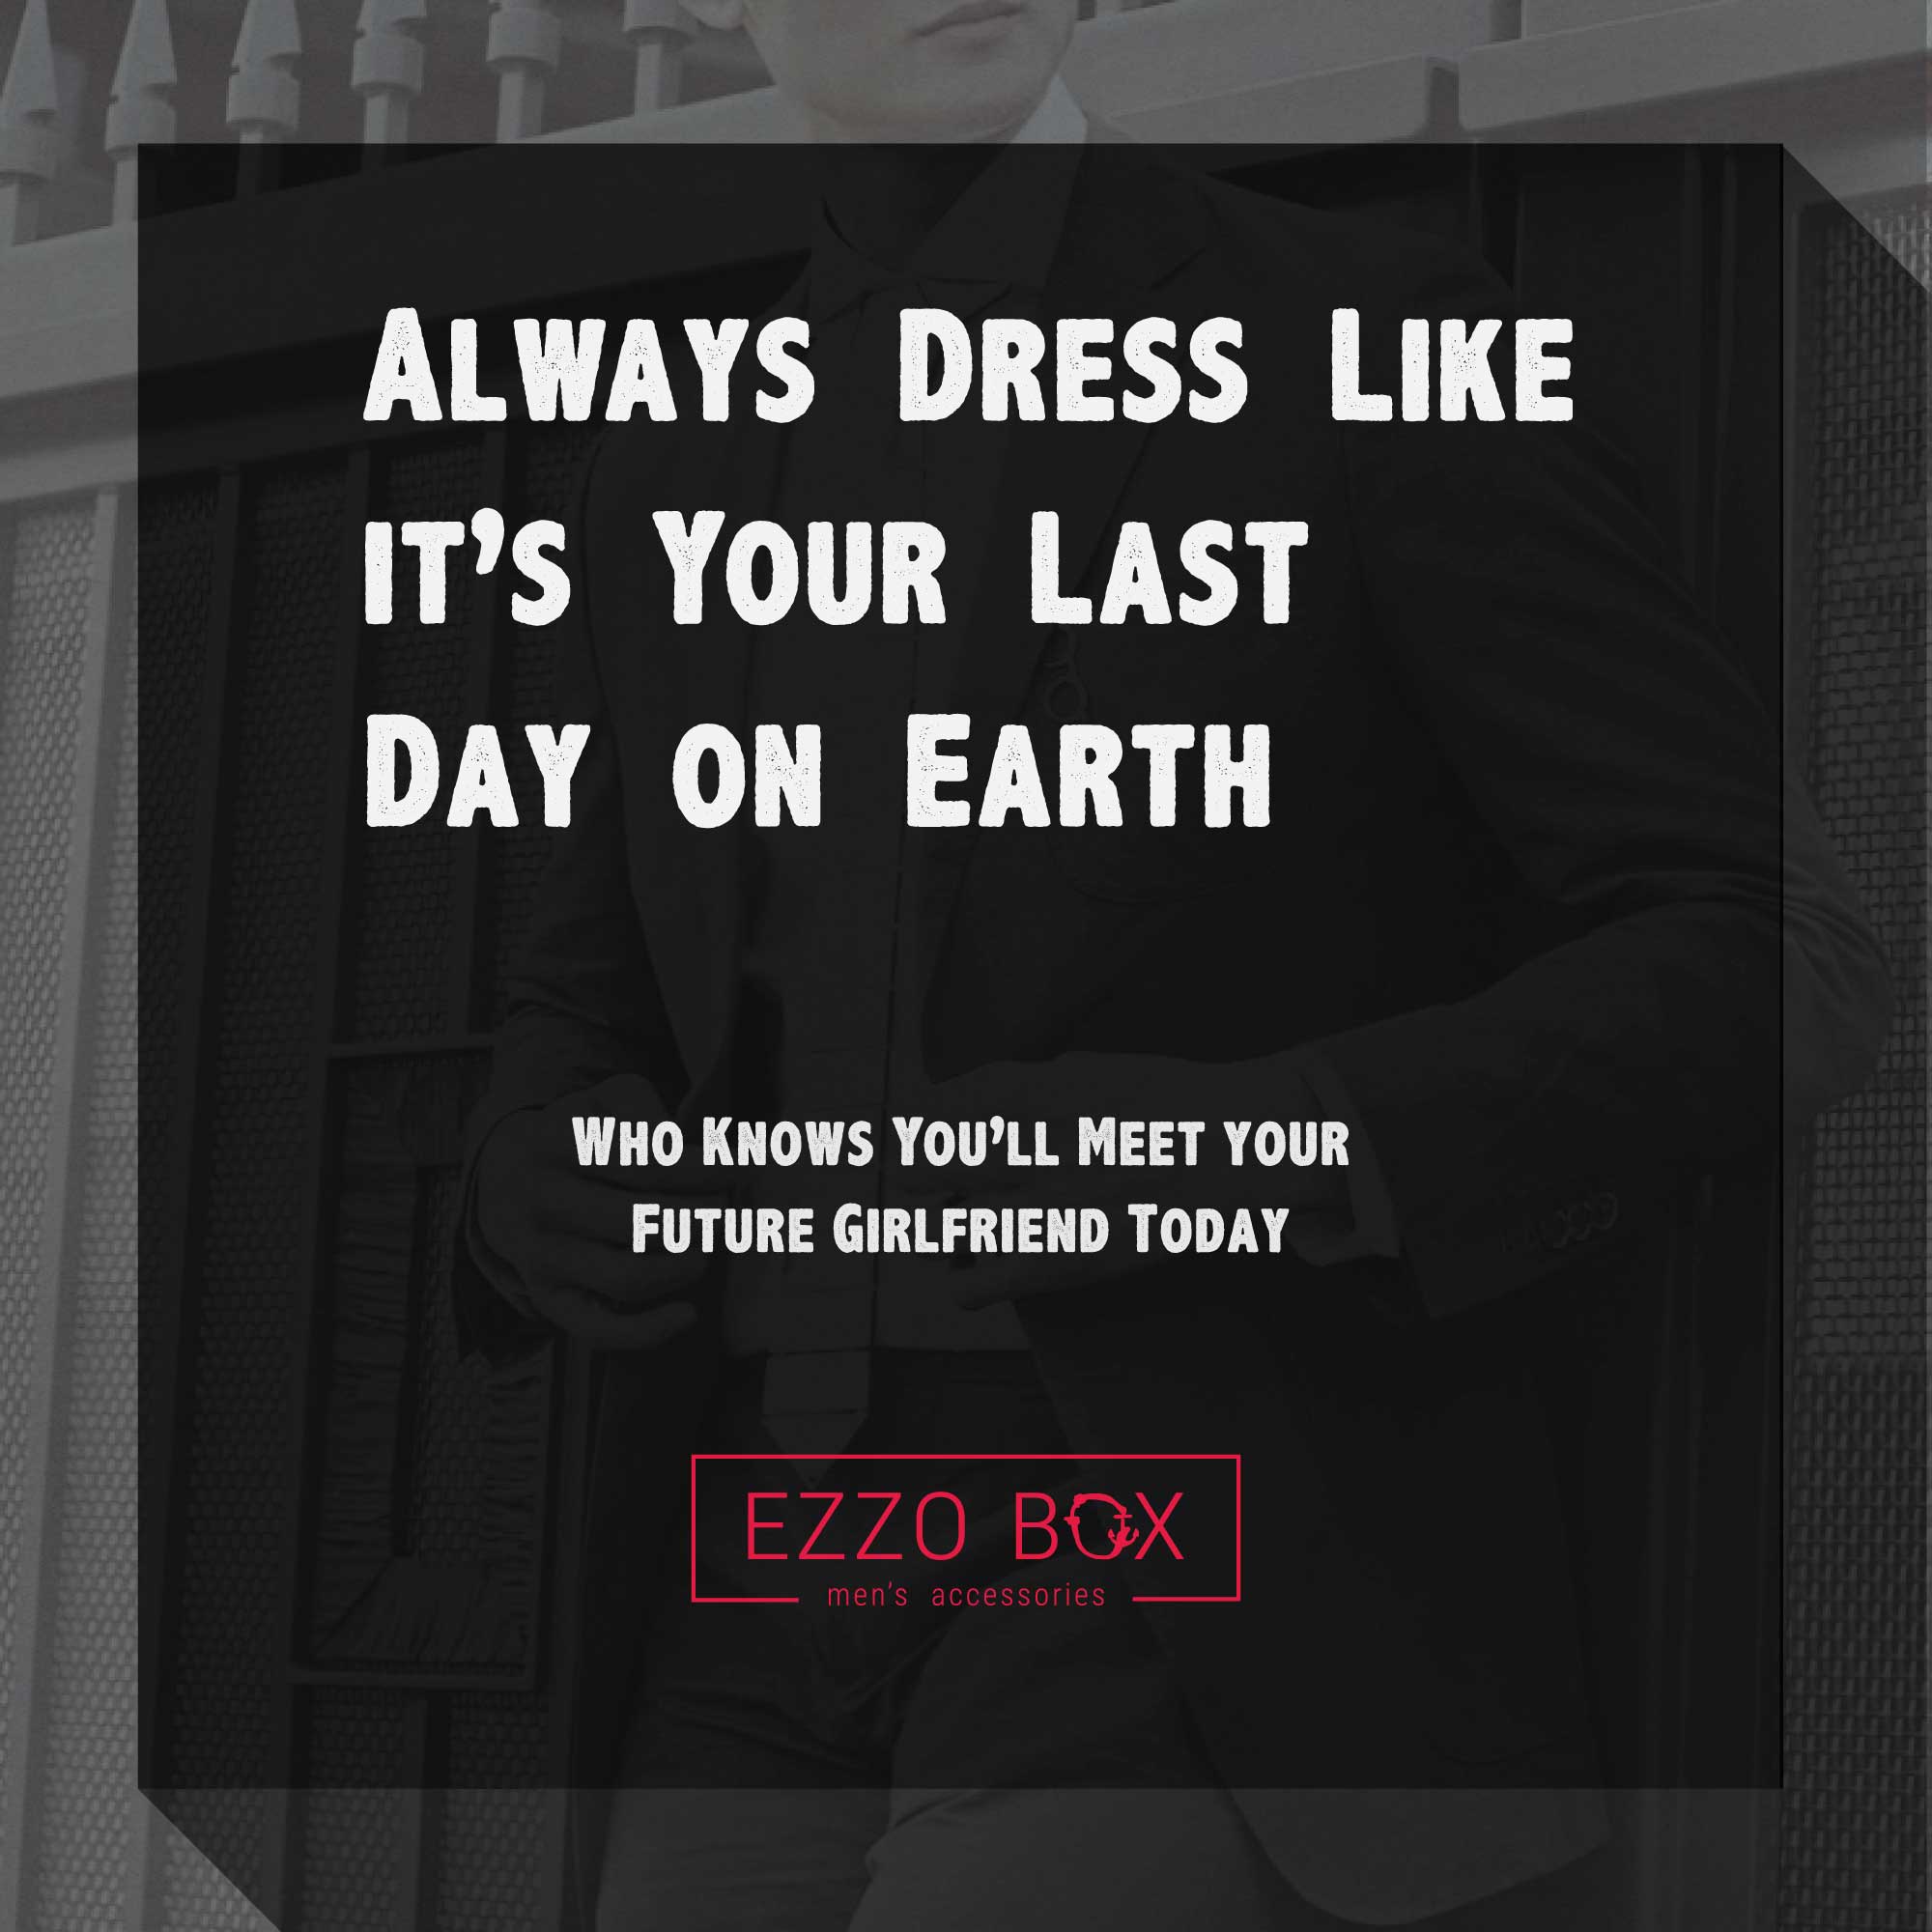 Always Dress Like
it’s Your Last
Day on Earth
Who Knows You’ll Meet your
Future Girlfriend Today
EZZO BOX
men's accessories